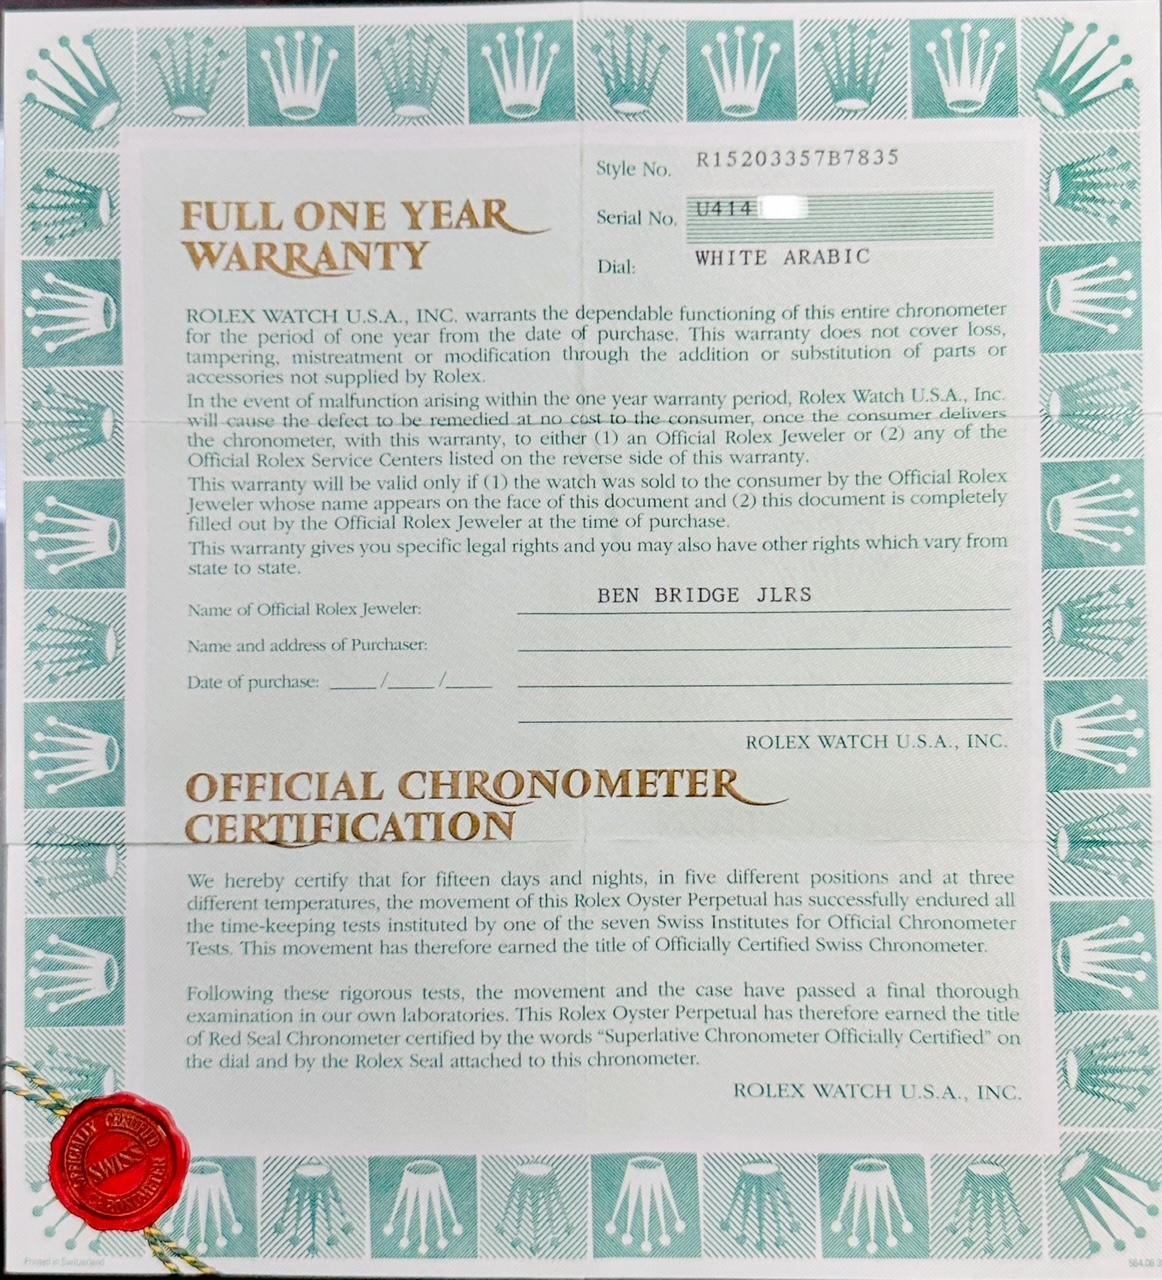 Style No. R15203357B7835
FULL ONE YEAR
WARRANTY
Serial No. U414
Dial: WHITE ARABIC
ROLEX WATCH U.S.A., INC. warrants the dependable functioning of this entire chronometer
for the period of one year from the date of purchase. This warranty does not cover loss,
tampering, mistreatment or modification through the addition or substitution of parts or
accessories not supplied by Rolex.
In the event of malfunction arising within the one year warranty period, Rolex Watch U.S.A., Inc.
will cause the defect to be remedied at no cost to the consumer, once the consumer delivers
the chronometer, with this warranty, to either (1) an Official Rolex Jeweler or (2) any of the
Official Rolex Service Centers listed on the reverse side of this warranty.
This warranty will be valid only if (1) the watch was sold to the consumer by the Official Rolex
Jeweler whose name appears on the face of this document and (2) this document is completely
filled out by the Official Rolex Jeweler at the time of purchase.
This warranty gives you specific legal rights and you may also have other rights which vary from
state to state.
Name of Official Rolex Jeweler: BEN BRIDGE JLRS
Name and address of Purchaser:
Date of purchase: ____/____/____
ROLEX WATCH U.S.A., INC.
OFFICIAL CHRONOMETER
CERTIFICATION
We hereby certify that for fifteen days and nights, in five different positions and at three
different temperatures, the movement of this Rolex Oyster Perpetual has successfully endured all
the time-keeping tests instituted by one of the seven Swiss Institutes for Official Chronometer
Tests. This movement has therefore earned the title of Officially Certified Swiss Chronometer.
Following these rigorous tests, the movement and the case have passed a final thorough
examination in our own laboratories. This Rolex Oyster Perpetual has therefore earned the title
of Red Seal Chronometer certified by the words “Superlative Chronometer Officially Certified” on
the dial and by the Rolex Seal attached to this chronometer.
ROLEX WATCH U.S.A., INC.
OFFICIALLY CERTIFIED
SWISS
CHRONOMETER
Printed in Switzerland
564.06 3